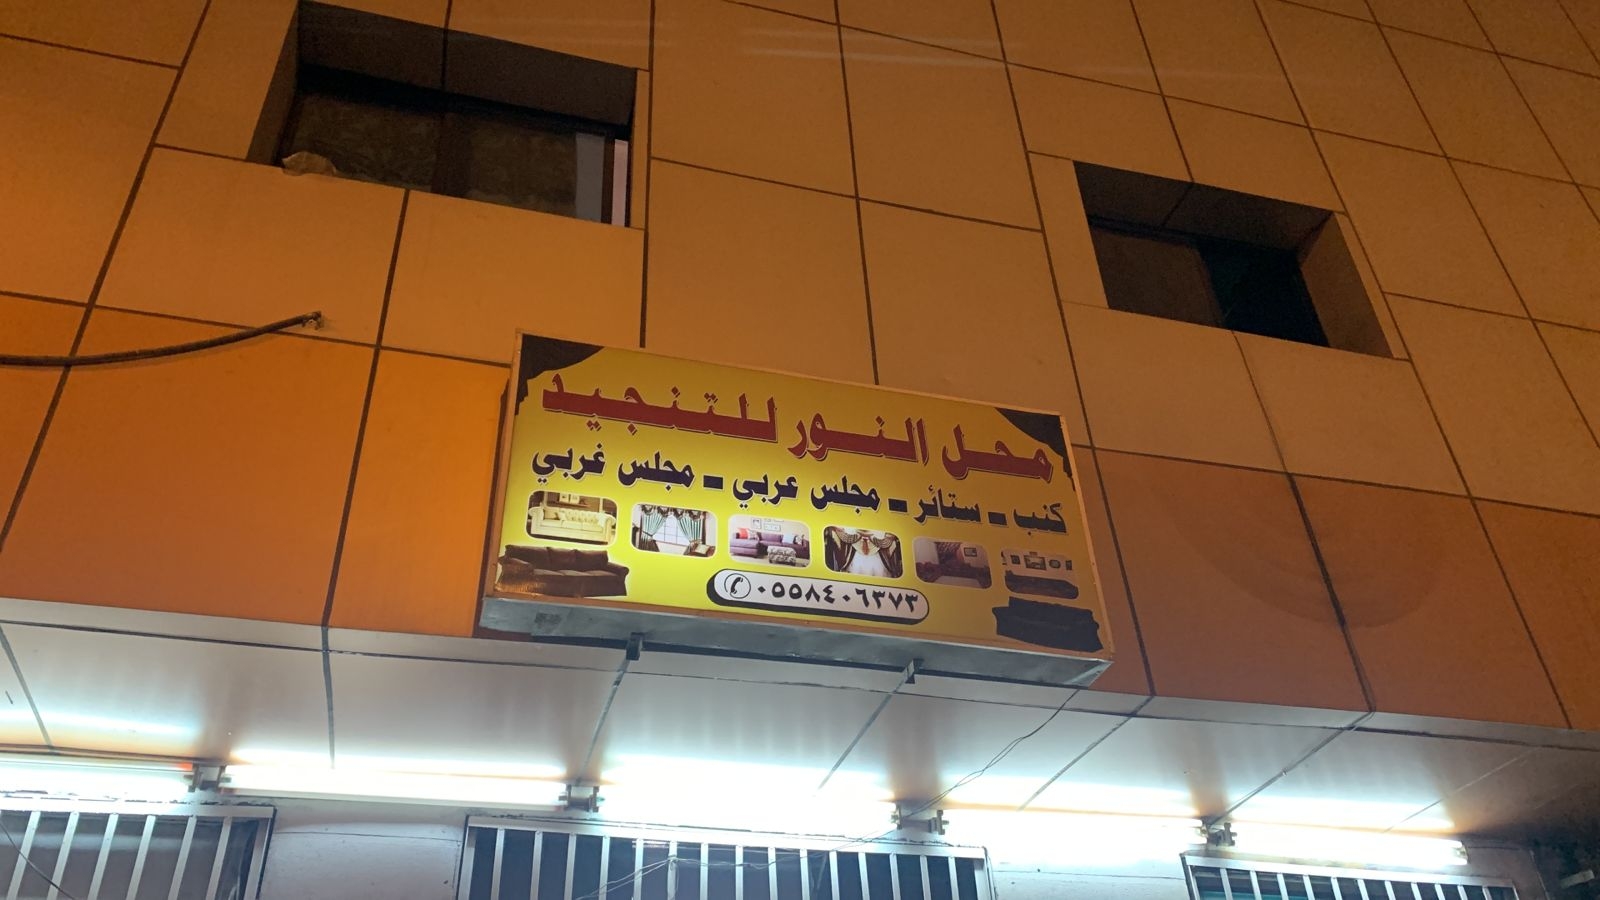 محل النور للتنجيد
كنب - ستائر - مجلس عربي - مجلس غربي
٠٥٥٨٤٠٦٣٧٣